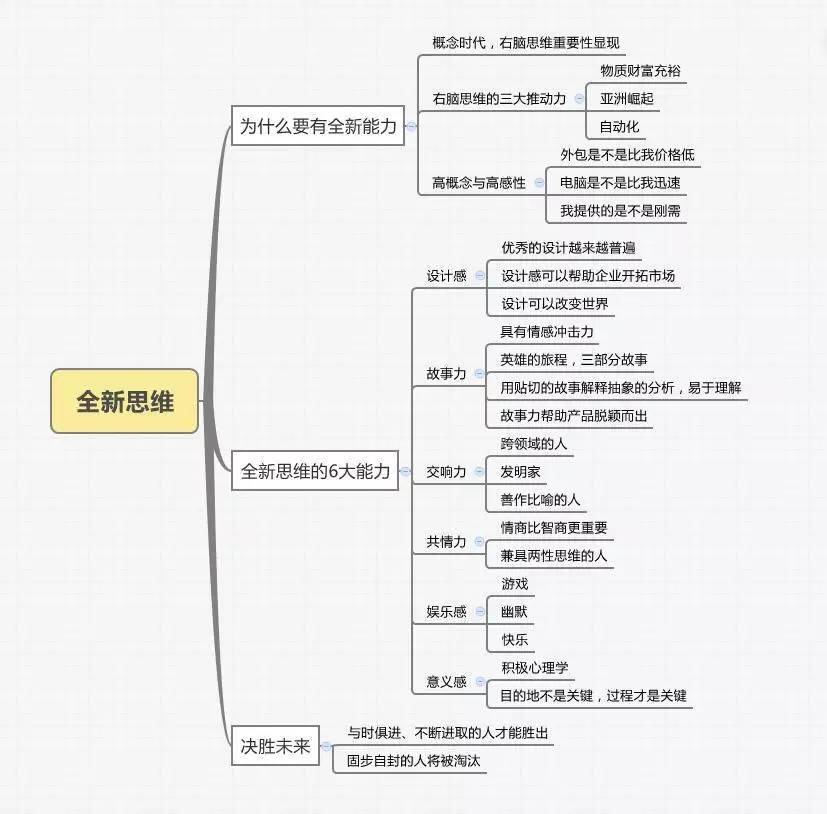 全新思维
为什么要有全新能力
概念时代，右脑思维重要性显现
右脑思维的三大推动力
物质财富充裕
亚洲崛起
自动化
高概念与高感性
外包是不是比我价格低
电脑是不是比我迅速
我提供的是不是刚需
全新思维的6大能力
设计感
优秀的设计越来越普遍
设计感可以帮助企业开拓市场
设计可以改变世界
故事力
具有情感冲击力
英雄的旅程，三部分故事
用贴切的故事解释抽象的分析，易于理解
故事力帮助产品脱颖而出
交响力
跨领域的人
发明家
善作比喻的人
共情力
情商比智商更重要
兼具两性思维的人
娱乐感
游戏
幽默
快乐
意义感
积极心理学
目的地不是关键，过程才是关键
决胜未来
与时俱进、不断进取的人才能胜出
固步自封的人将被淘汰